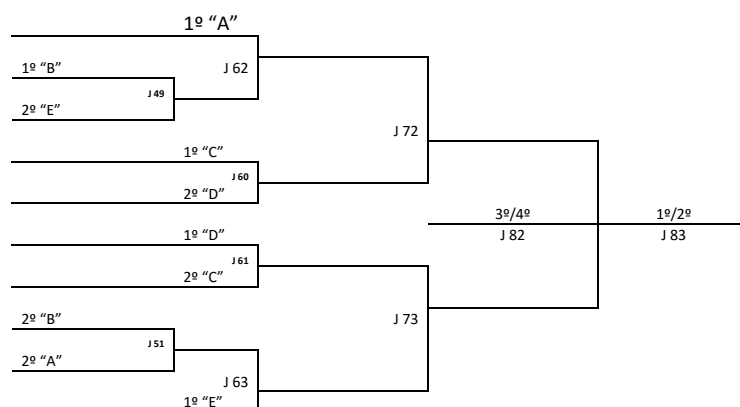 1º “A”
1º “B”
J 62
J 49
2º “E”
J 72
1º “C”
J 60
2º “D”
3º/4º
1º/2º
J 82
J 83
1º “D”
J 61
2º “C”
2º “B”
J 73
J 51
2º “A”
J 63
1º “E”